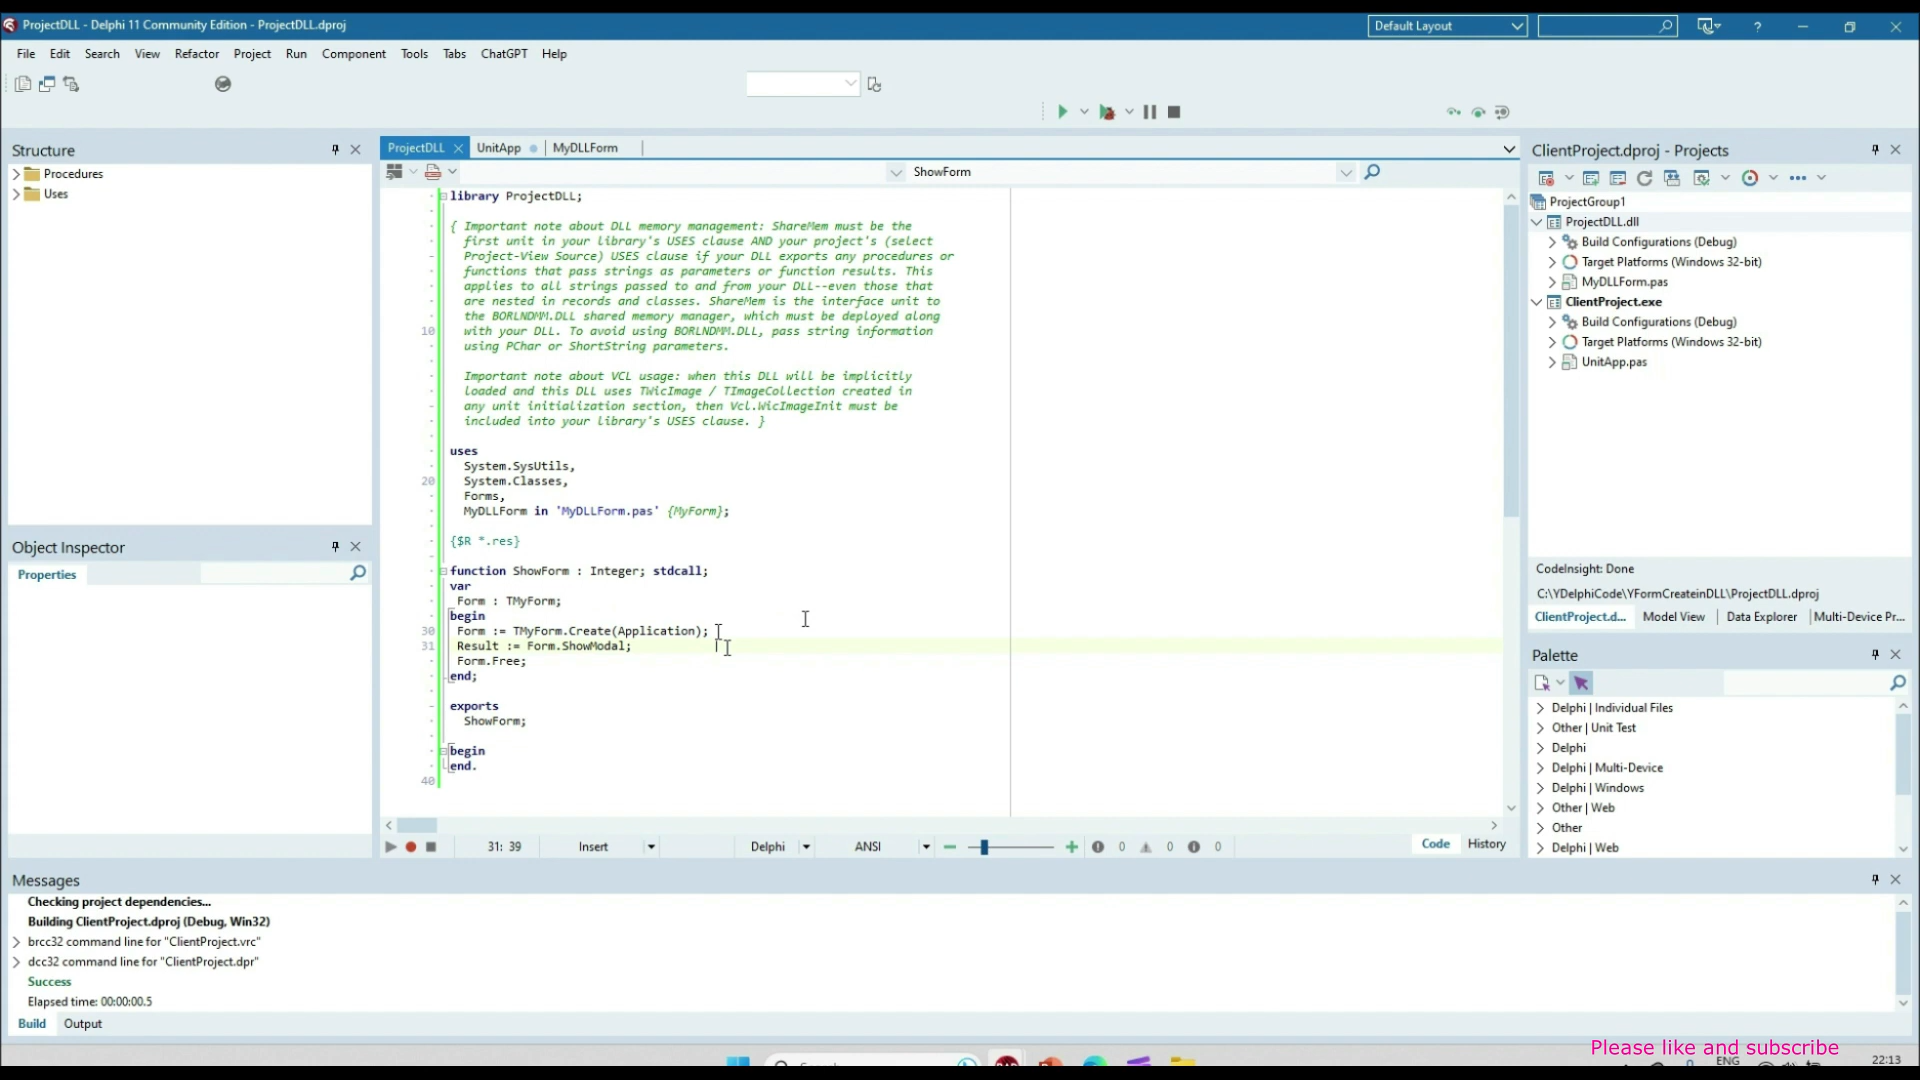 ProjectDLL - Delphi 11 Community Edition - ProjectDLL.dproj
Default Layout
File Edit Search View Refactor Project Run Component Tools Tabs ChatGPT Help
Structure
Procedures
Uses
Object Inspector
Properties
ProjectDLL UnitApp MyDLLForm
ShowForm
library ProjectDLL;
{ Important note about DLL memory management: ShareMem must be the
first unit in your library's USES clause AND your project's (select
Project-View Source) USES clause if your DLL exports any procedures or
functions that pass strings as parameters or function results. This
applies to all strings passed to and from your DLL--even those that
are nested in records and classes. ShareMem is the interface unit to
the BORLNDMM.DLL shared memory manager, which must be deployed along
10 with your DLL. To avoid using BORLNDMM.DLL, pass string information
using PChar or ShortString parameters.
Important note about VCL usage: when this DLL will be implicitly
loaded and this DLL uses TWicImage / TImageCollection created in
any unit initialization section, then Vcl.WicImageInit must be
included into your library's USES clause. }
uses
System.SysUtils,
20 System.Classes,
Forms,
MyDLLForm in 'MyDLLForm.pas' {MyForm};
{$R *.res}
function ShowForm : Integer; stdcall;
var
Form : TMyForm;
begin
30 Form := TMyForm.Create(Application);
31 Result := Form.ShowModal;
Form.Free;
end;
exports
ShowForm;
begin
end.
40
31: 39 Insert Delphi ANSI 0 0 0 Code History
ClientProject.dproj - Projects
ProjectGroup1
ProjectDLL.dll
Build Configurations (Debug)
Target Platforms (Windows 32-bit)
MyDLLForm.pas
ClientProject.exe
Build Configurations (Debug)
Target Platforms (Windows 32-bit)
UnitApp.pas
CodeInsight: Done
C:\YDelphiCode\YFormCreateinDLL\ProjectDLL.dproj
ClientProject.d... Model View Data Explorer Multi-Device Pr...
Palette
Delphi | Individual Files
Other | Unit Test
Delphi
Delphi | Multi-Device
Delphi | Windows
Other | Web
Other
Delphi | Web
Messages
Checking project dependencies...
Building ClientProject.dproj (Debug, Win32)
brcc32 command line for "ClientProject.vrc"
dcc32 command line for "ClientProject.dpr"
Success
Elapsed time: 00:00:00.5
Build Output
Please like and subscribe
ENG
22:13